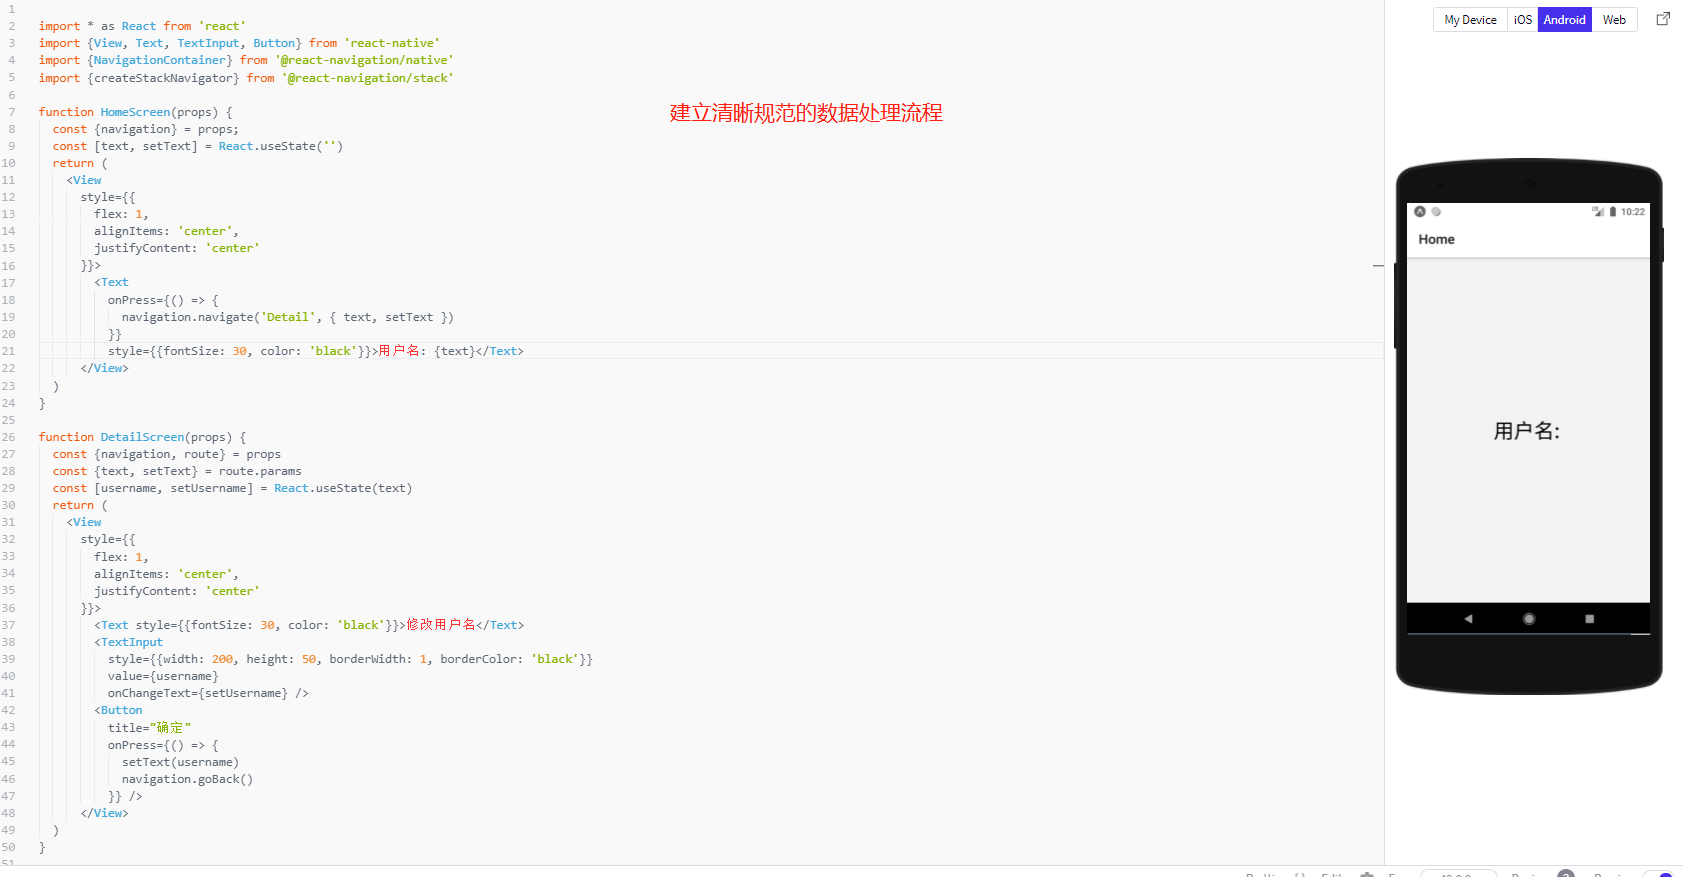 1
2 import * as React from 'react'
3 import {View, Text, TextInput, Button} from 'react-native'
4 import {NavigationContainer} from '@react-navigation/native'
5 import {createStackNavigator} from '@react-navigation/stack'
6
7 function HomeScreen(props) {
8 const {navigation} = props;
9 const [text, setText] = React.useState('')
10 return (
11 <View
12 style={{
13 flex: 1,
14 alignItems: 'center',
15 justifyContent: 'center'
16 }}>
17 <Text
18 onPress={() => {
19 navigation.navigate('Detail', { text, setText })
20 }}
21 style={{fontSize: 30, color: 'black'}}>用户名: {text}</Text>
22 </View>
23 )
24 }
25
26 function DetailScreen(props) {
27 const {navigation, route} = props
28 const {text, setText} = route.params
29 const [username, setUsername] = React.useState(text)
30 return (
31 <View
32 style={{
33 flex: 1,
34 alignItems: 'center',
35 justifyContent: 'center'
36 }}>
37 <Text style={{fontSize: 30, color: 'black'}}>修改用户名</Text>
38 <TextInput
39 style={{width: 200, height: 50, borderWidth: 1, borderColor: 'black'}}
40 value={username}
41 onChangeText={setUsername} />
42 <Button
43 title="确定"
44 onPress={() => {
45 setText(username)
46 navigation.goBack()
47 }} />
48 </View>
49 )
50 }
51
建立清晰规范的数据处理流程
My Device iOS Android Web
10:22
Home
用户名: